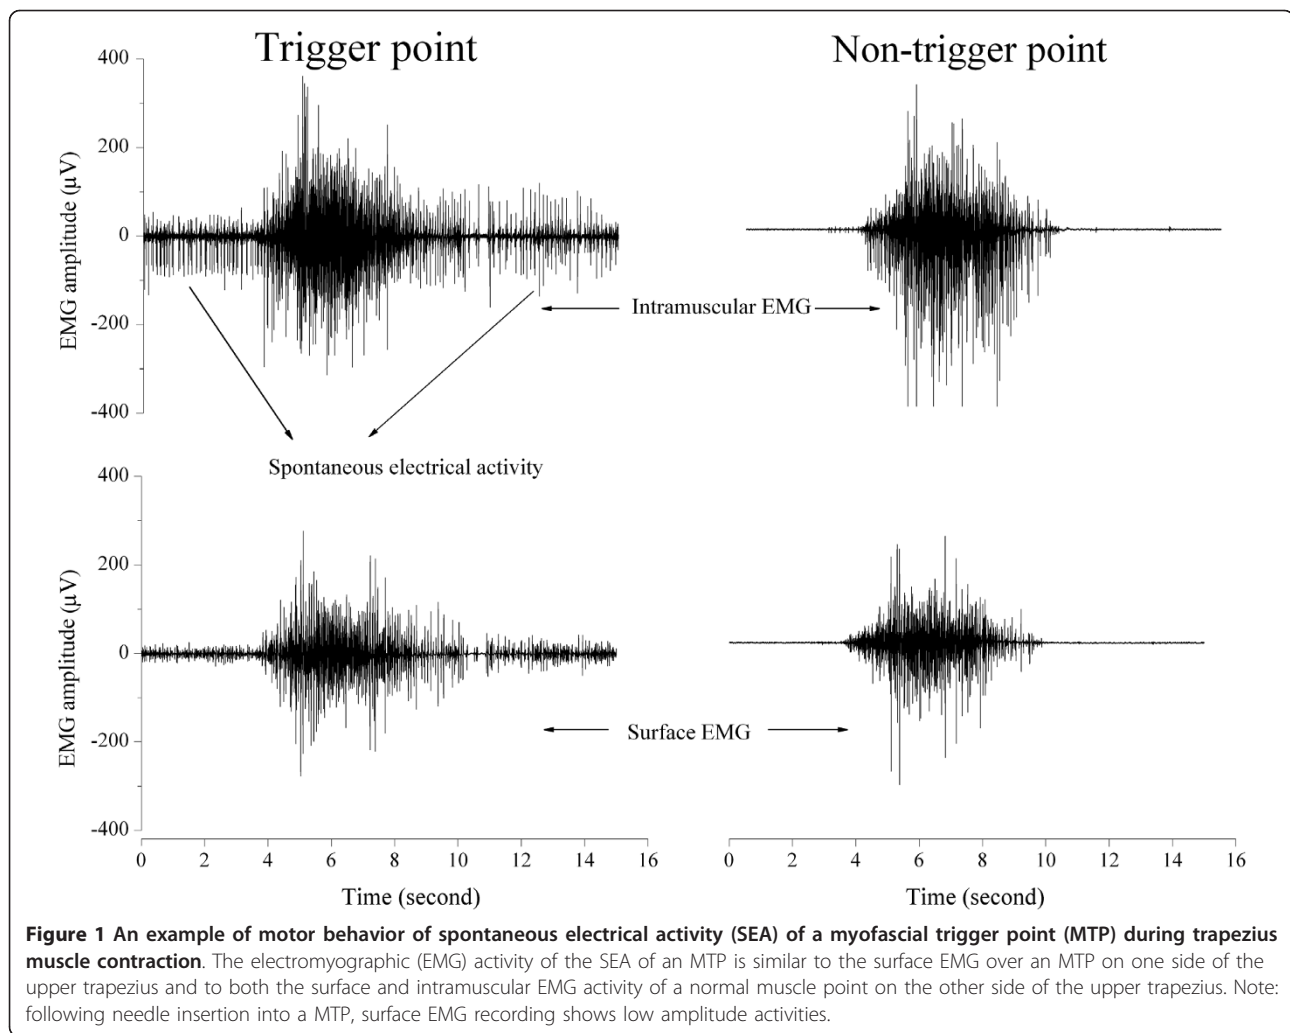 Trigger point
Non-trigger point
400
200
0
-200
-400
EMG amplitude (µV)
Intramuscular EMG
Spontaneous electrical activity
400
200
0
-200
-400
EMG amplitude (µV)
Surface EMG
0 2 4 6 8 10 12 14 16
0 2 4 6 8 10 12 14 16
Time (second)
Time (second)
Figure 1 An example of motor behavior of spontaneous electrical activity (SEA) of a myofascial trigger point (MTP) during trapezius
muscle contraction. The electromyographic (EMG) activity of the SEA of an MTP is similar to the surface EMG over an MTP on one side of the
upper trapezius and to both the surface and intramuscular EMG activity of a normal muscle point on the other side of the upper trapezius. Note:
following needle insertion into a MTP, surface EMG recording shows low amplitude activities.